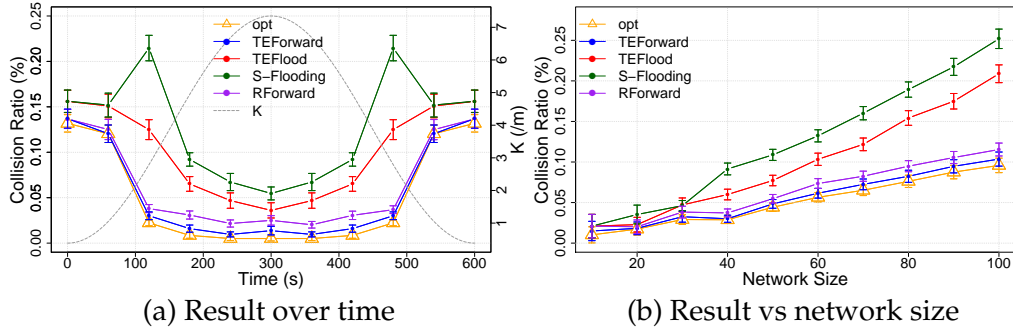 0.25
0.20
0.15
0.10
0.05
0.00
Collision Ratio (%)
opt
TEForward
TEFlood
S−Flooding
RForward
K
7
6
5
4
3
2
1
K (/m)
0 100 200 300 400 500 600
Time (s)
(a) Result over time
0.25
0.20
0.15
0.10
0.05
0.00
Collision Ratio (%)
opt
TEForward
TEFlood
S−Flooding
RForward
20 40 60 80 100
Network Size
(b) Result vs network size